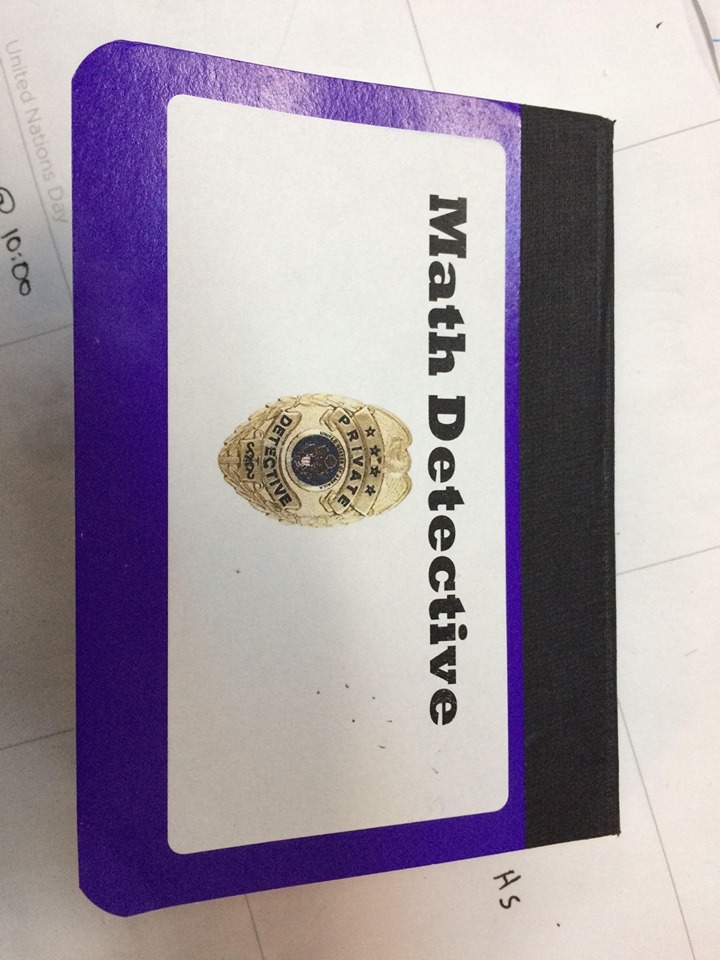 Math Detective
PRIVATE
DETECTIVE
United Nations Day
@ 10:00
HS